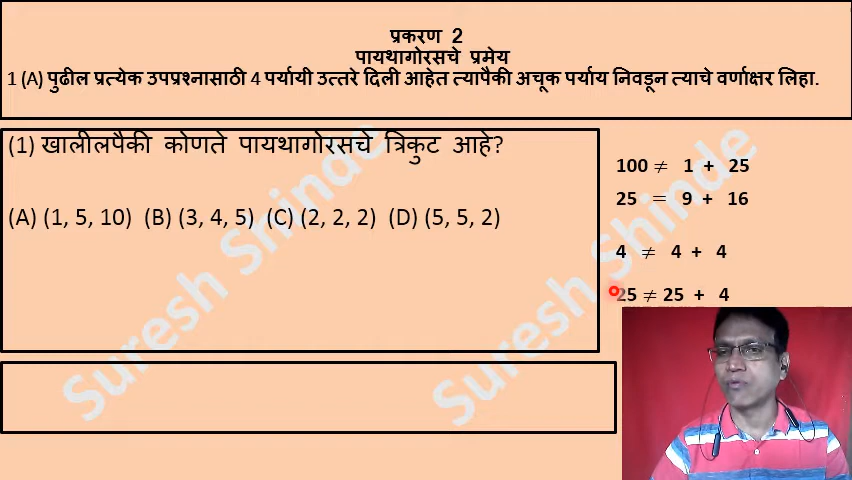 प्रकरण 2
पायथागोरसचे प्रमेय
1 (A) पुढील प्रत्येक उपप्रश्नासाठी 4 पर्यायी उत्तरे दिली आहेत त्यापैकी अचूक पर्याय निवडून त्याचे वर्णाक्षर लिहा.
(1) खालीलपैकी कोणते पायथागोरसचे त्रिकुट आहे?
(A) (1, 5, 10) (B) (3, 4, 5) (C) (2, 2, 2) (D) (5, 5, 2)
100 ≠ 1 + 25
25 = 9 + 16
4 ≠ 4 + 4
25 ≠ 25 + 4
Suresh Shinde
Suresh Shinde